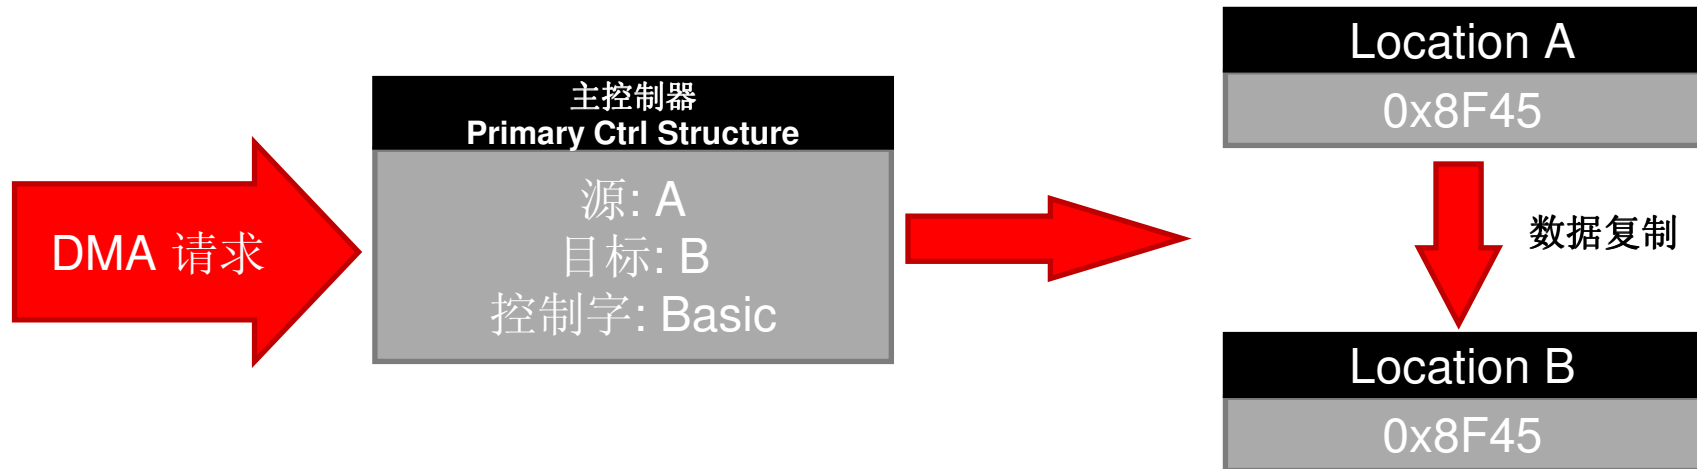 DMA 请求
主控制器
Primary Ctrl Structure
源: A
目标: B
控制字: Basic
Location A
0x8F45
数据复制
Location B
0x8F45